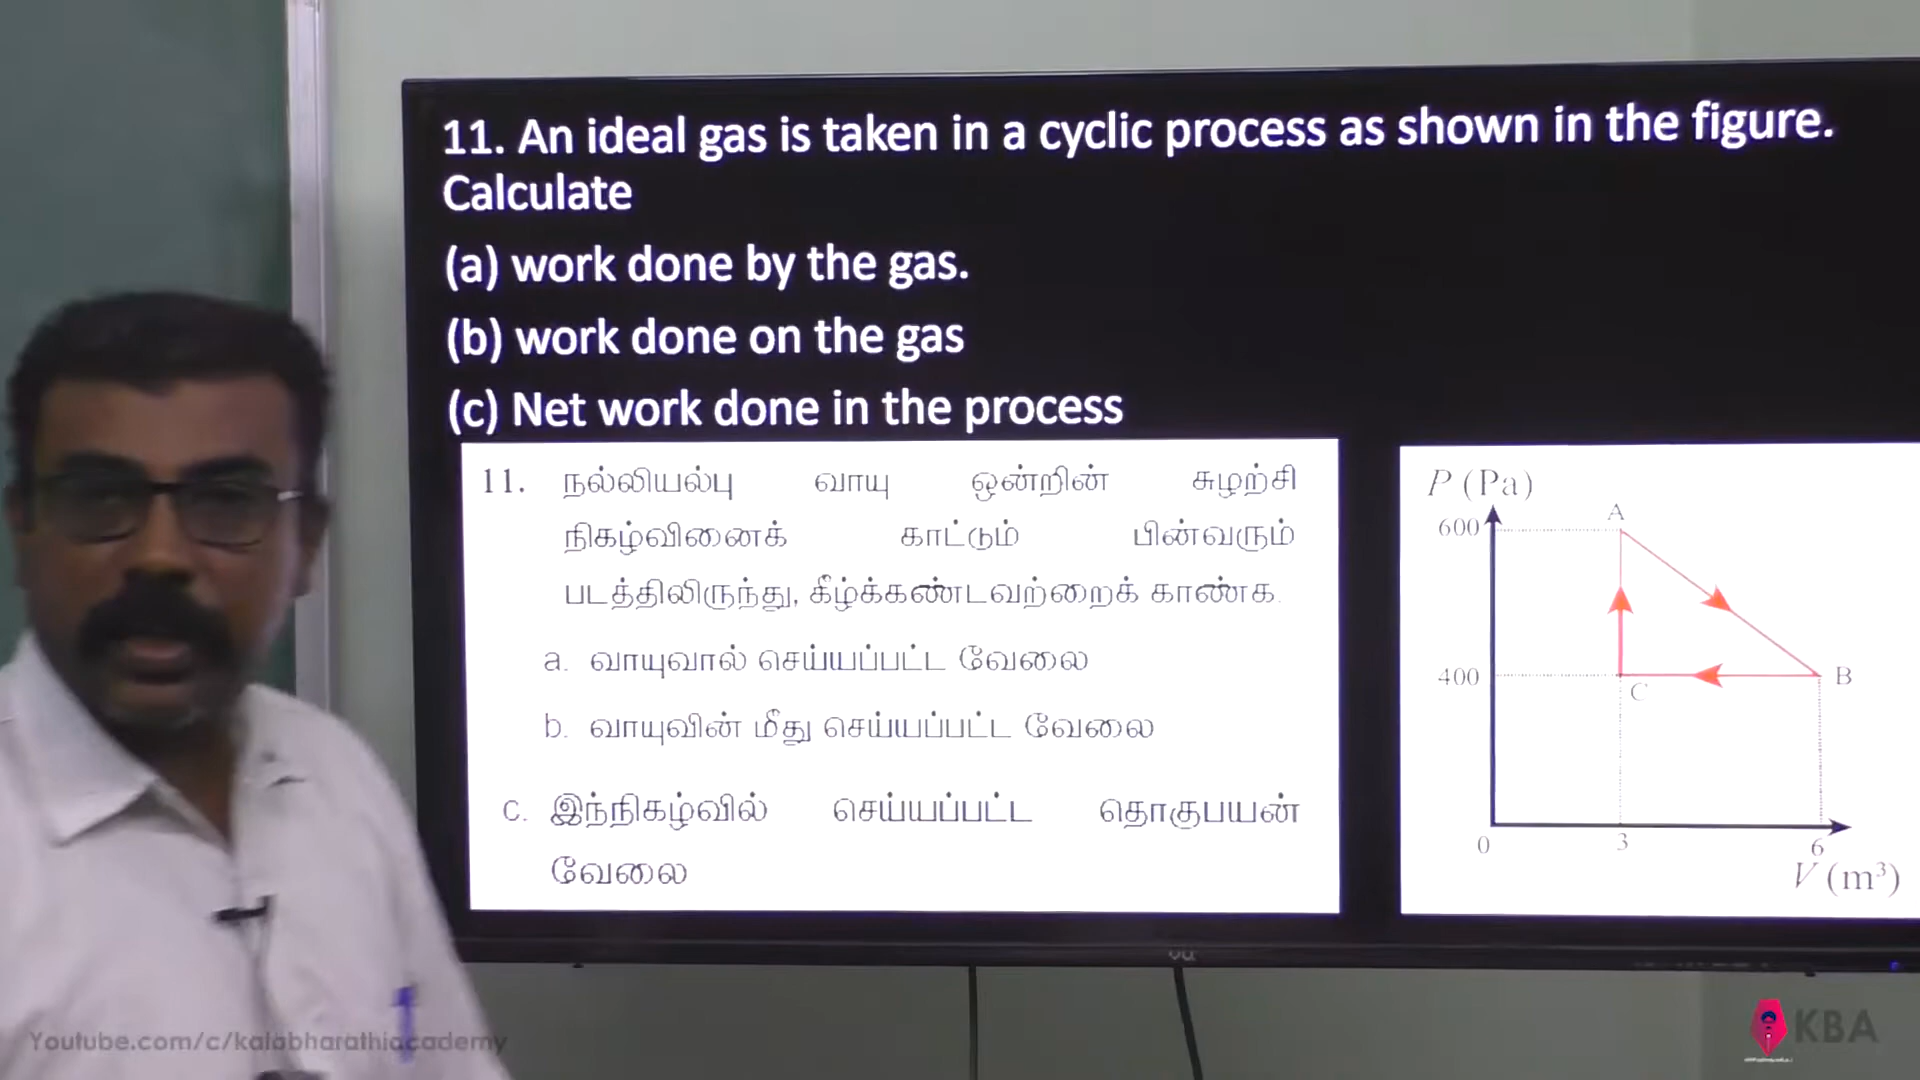 11. An ideal gas is taken in a cyclic process as shown in the figure.
Calculate
(a) work done by the gas.
(b) work done on the gas
(c) Net work done in the process
11. நல்லியல்பு வாயு ஒன்றின் சுழற்சி
நிகழ்வினைக் காட்டும் பின்வரும்
படத்திலிருந்து, கீழ்க்கண்டவற்றைக் காண்க.
a. வாயுவால் செய்யப்பட்ட வேலை
b. வாயுவின் மீது செய்யப்பட்ட வேலை
c. இந்நிகழ்வில் செய்யப்பட்ட தொகுபயன்
வேலை
P (Pa)
A
600
400
B
C
0
3
6
V (m³)
vu
Youtube.com/c/kalabharathiacademy
KBA